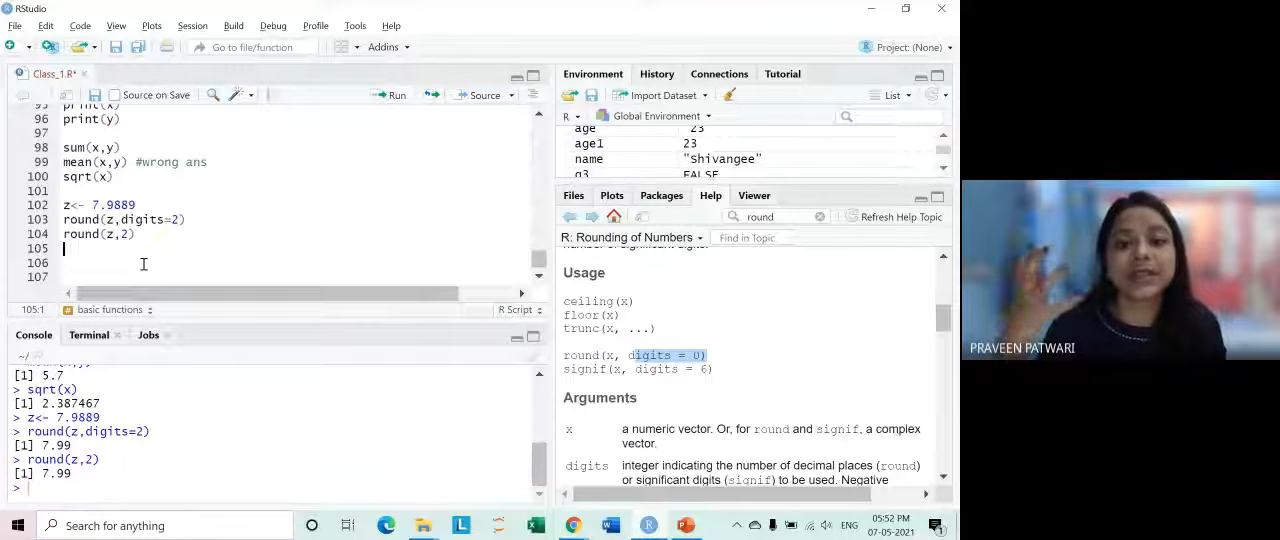 RStudio
File Edit Code View Plots Session Build Debug Profile Tools Help
Go to file/function Addins Project: (None)
Class_1.R*
Source on Save Run Source
95 print(x)
96 print(y)
97
98 sum(x,y)
99 mean(x,y) #wrong ans
100 sqrt(x)
101
102 z<- 7.9889
103 round(z,digits=2)
104 round(z,2)
105
106
107
105:1 # basic functions R Script
Console Terminal Jobs
~/
[1] 5.7
> sqrt(x)
[1] 2.387467
> z<- 7.9889
> round(z,digits=2)
[1] 7.99
> round(z,2)
[1] 7.99
>
Environment History Connections Tutorial
Import Dataset List
R Global Environment
age 23
age1 23
name "Shivangee"
FALSE
Files Plots Packages Help Viewer
round Refresh Help Topic
R: Rounding of Numbers Find in Topic
Usage
ceiling(x)
floor(x)
trunc(x, ...)
round(x, digits = 0)
signif(x, digits = 6)
Arguments
x a numeric vector. Or, for round and signif, a complex
vector.
digits integer indicating the number of decimal places (round)
or significant digits (signif) to be used. Negative
PRAVEEN PATWARI
Search for anything
ENG
05:52 PM
07-05-2021